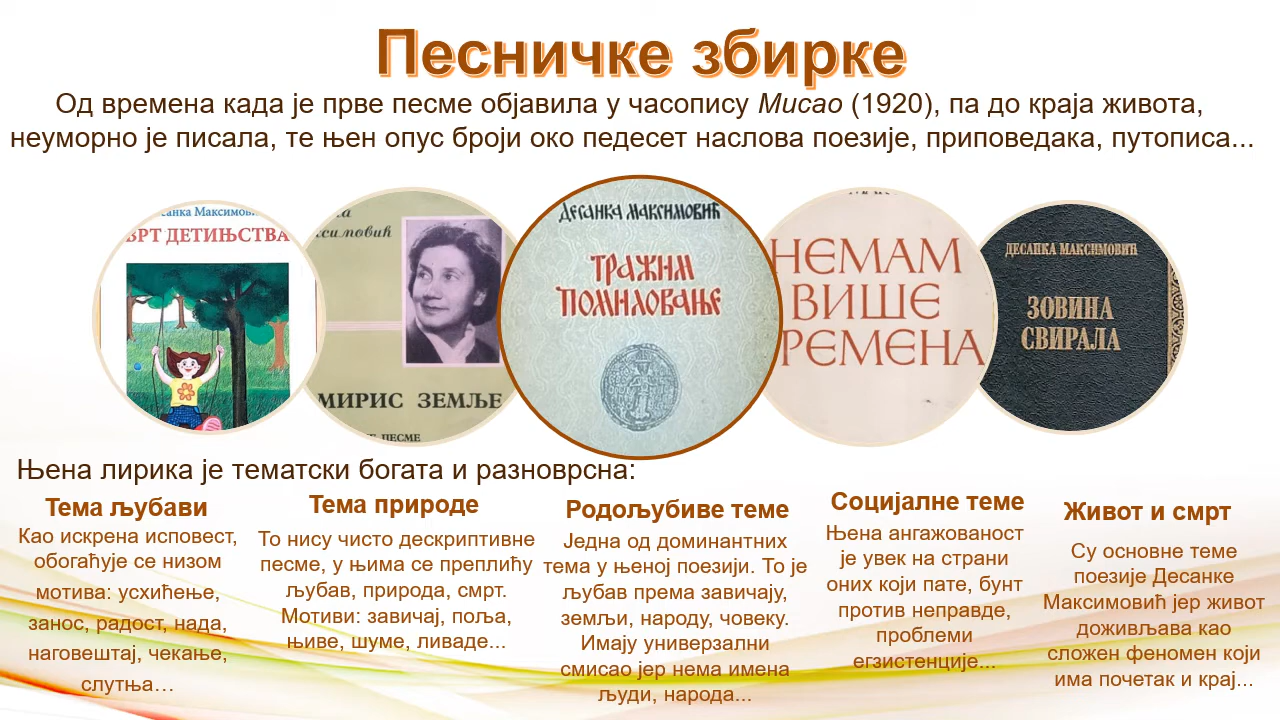 Песничке збирке
Од времена када је прве песме објавила у часопису Мисао (1920), па до краја живота,
неуморно је писала, те њен опус броји око педесет наслова поезије, приповедака, путописа...
ВРТ ДЕТИЊСТВА
МИРИС ЗЕМЉЕ
ПЕСМЕ
Десанка Максимовић
ТРАЖИМ
ПОМИЛОВАЊЕ
НЕМАМ
ВИШЕ
РЕМЕНА
ДЕСАНКА МАКСИМОВИЋ
ЗОВИНА
СВИРАЛА
Њена лирика је тематски богата и разноврсна:
Тема љубави
Као искрена исповест,
обогаћује се низом
мотива: усхићење,
занос, радост, нада,
наговештај, чекање,
слутња…
Тема природе
То нису чисто дескриптивне
песме, у њима се преплићу
љубав, природа, смрт.
Мотиви: завичај, поља,
њиве, шуме, ливаде...
Родољубиве теме
Једна од доминантних
тема у њеној поезији. То је
љубав према завичају,
земљи, народу, човеку.
Имају универзални
смисао јер нема имена
људи, народа...
Социјалне теме
Њена ангажованост
је увек на страни
оних који пате, бунт
против неправде,
проблеми
егзистенције...
Живот и смрт
Су основне теме
поезије Десанке
Максимовић јер живот
доживљава као
сложен феномен који
има почетак и крај...